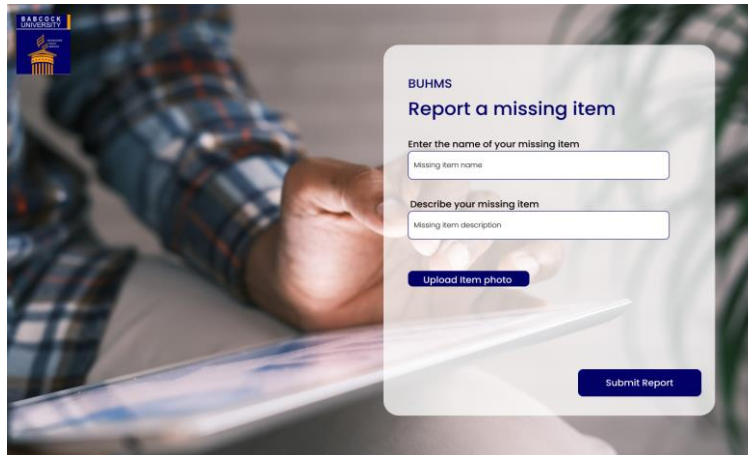 BABCOCK
UNIVERSITY
BUHMS
Report a missing item
Enter the name of your missing item
Missing item name
Describe your missing item
Missing item description
Upload Item photo
Submit Report